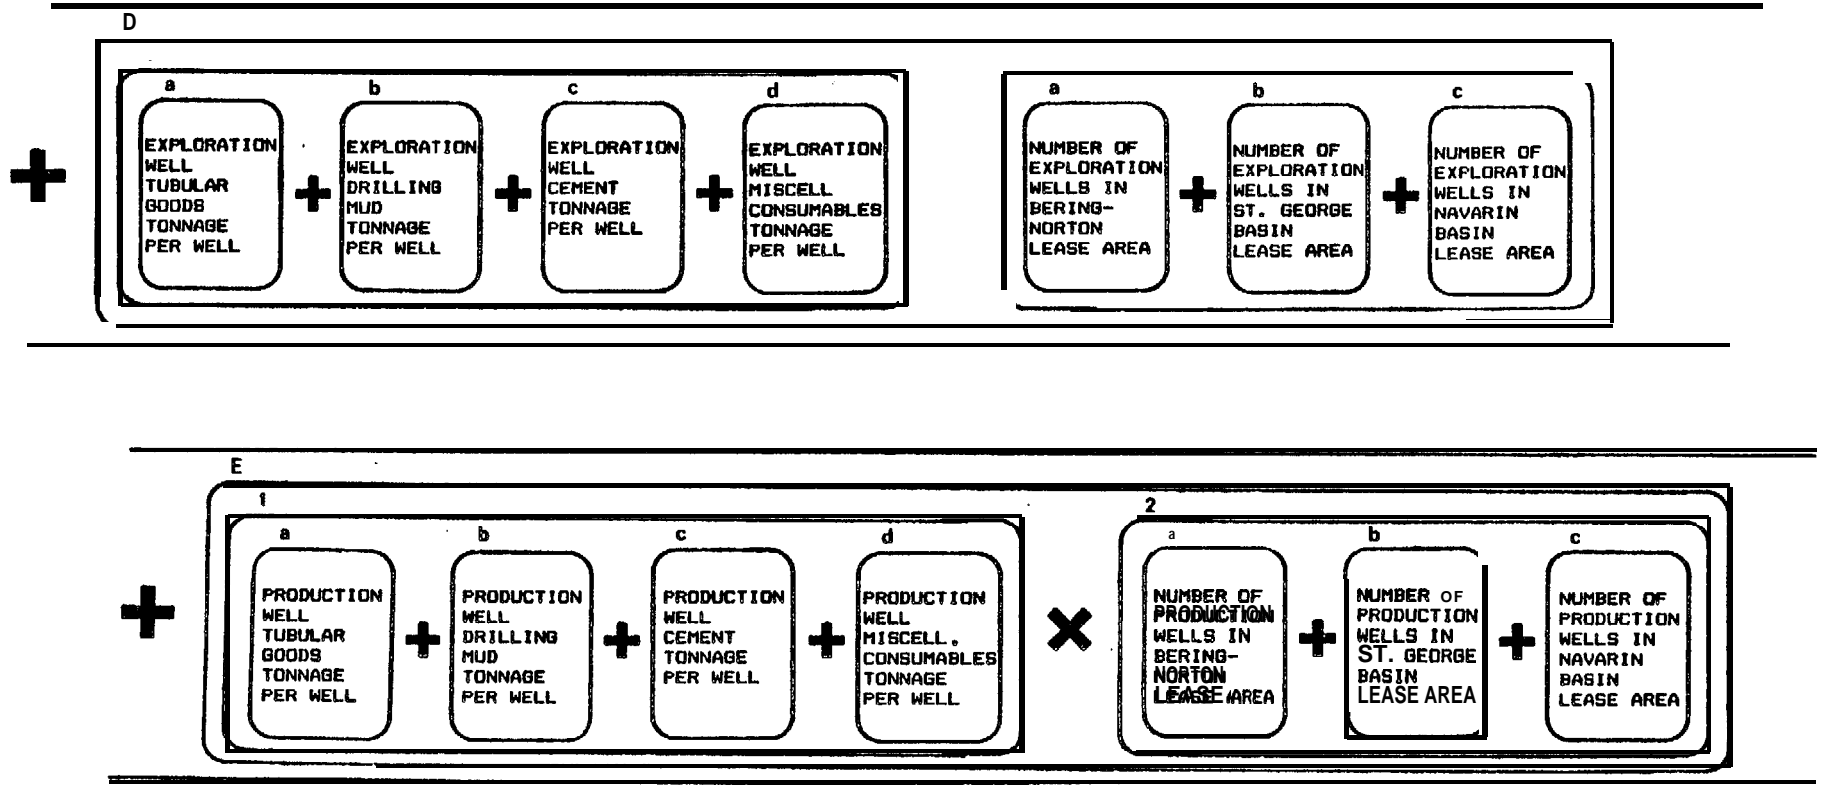 D
a
EXPLORATION
WELL
TUBULAR
GOODS
TONNAGE
PER WELL
+
b
EXPLORATION
WELL
DRILLING
MUD
TONNAGE
PER WELL
+
c
EXPLORATION
WELL
CEMENT
TONNAGE
PER WELL
+
d
EXPLORATION
WELL
MISCELL
CONSUMABLES
TONNAGE
PER WELL
a
NUMBER OF
EXPLORATION
WELLS IN
BERING-
NORTON
LEASE AREA
+
b
NUMBER OF
EXPLORATION
WELLS IN
ST. GEORGE
BASIN
LEASE AREA
+
c
NUMBER OF
EXPLORATION
WELLS IN
NAVARIN
BASIN
LEASE AREA
+
E
1
a
PRODUCTION
WELL
TUBULAR
GOODS
TONNAGE
PER WELL
+
b
PRODUCTION
WELL
DRILLING
MUD
TONNAGE
PER WELL
+
c
PRODUCTION
WELL
CEMENT
TONNAGE
PER WELL
+
d
PRODUCTION
WELL
MISCELL.
CONSUMABLES
TONNAGE
PER WELL
×
2
a
NUMBER OF
PRODUCTION
WELLS IN
BERING-
NORTON
LEASE AREA
+
b
NUMBER OF
PRODUCTION
WELLS IN
ST. GEORGE
BASIN
LEASE AREA
+
c
NUMBER OF
PRODUCTION
WELLS IN
NAVARIN
BASIN
LEASE AREA
+